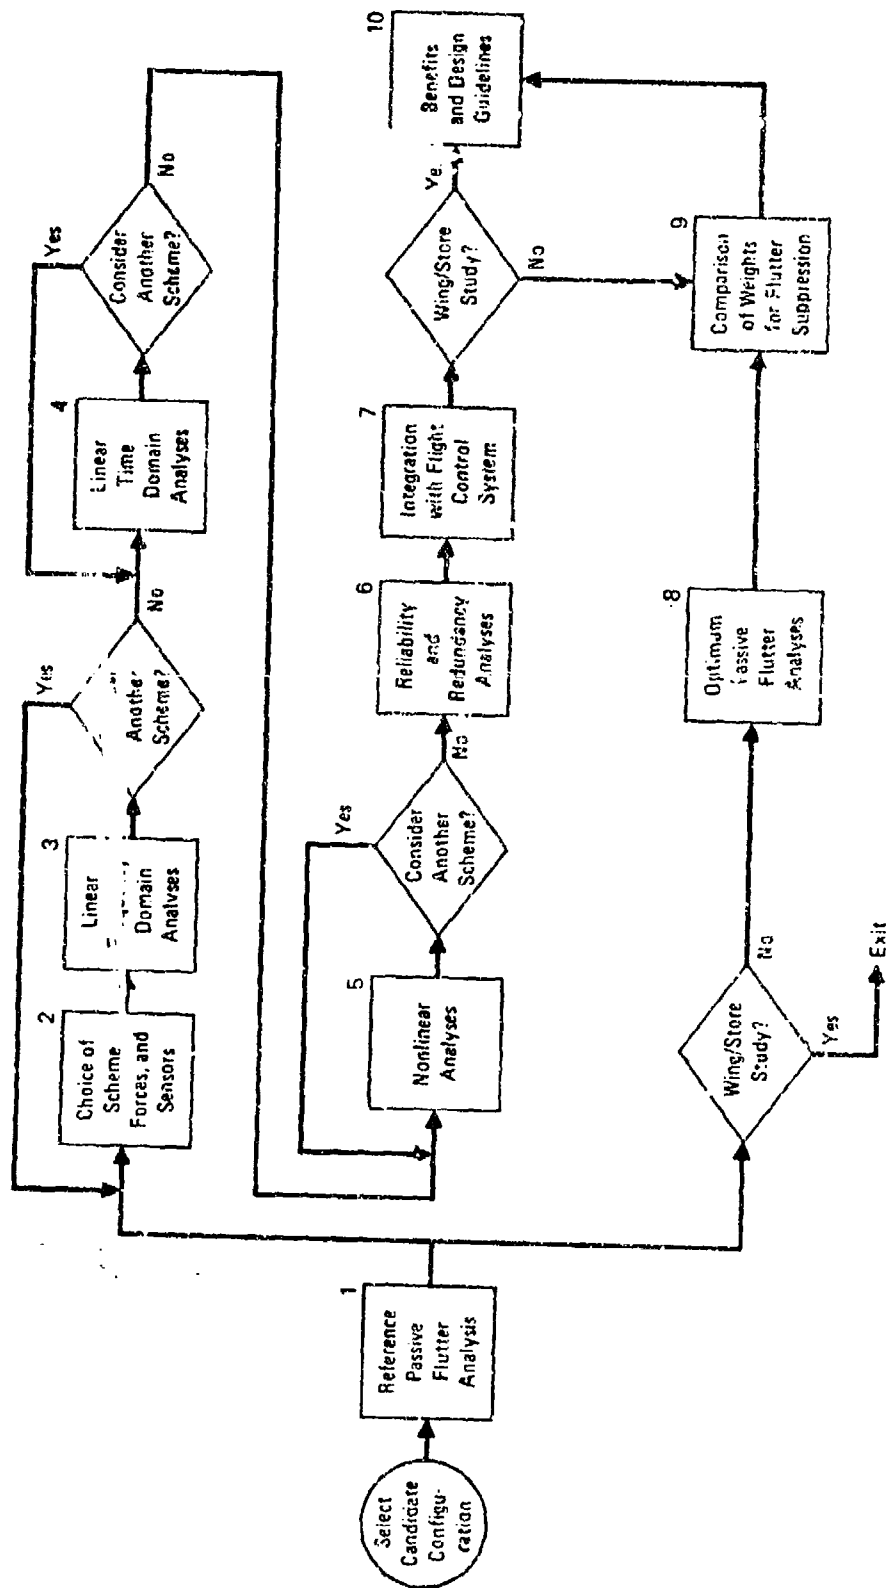 Select
Candidate
Configu-
ration
1
Reference
Passive
Flutter
Analysis
2
Choice of
Scheme
Forces, and
Sensors
3
Linear
Domain
Analyses
Yes
Another
Scheme?
No
4
Linear
Time
Domain
Analyses
Yes
Consider
Another
Scheme?
No
5
Nonlinear
Analyses
Yes
Consider
Another
Scheme?
No
6
Reliability
and
Redundancy
Analyses
7
Integration
with Flight
Control
System
Wing/Store
Study?
Ye
No
10
Benefits
and Design
Guidelines
Wing/Store
Study?
No
Yes
Exit
8
Optimum
Passive
Flutter
Analyses
9
Comparison
of Weights
for Flutter
Suppression